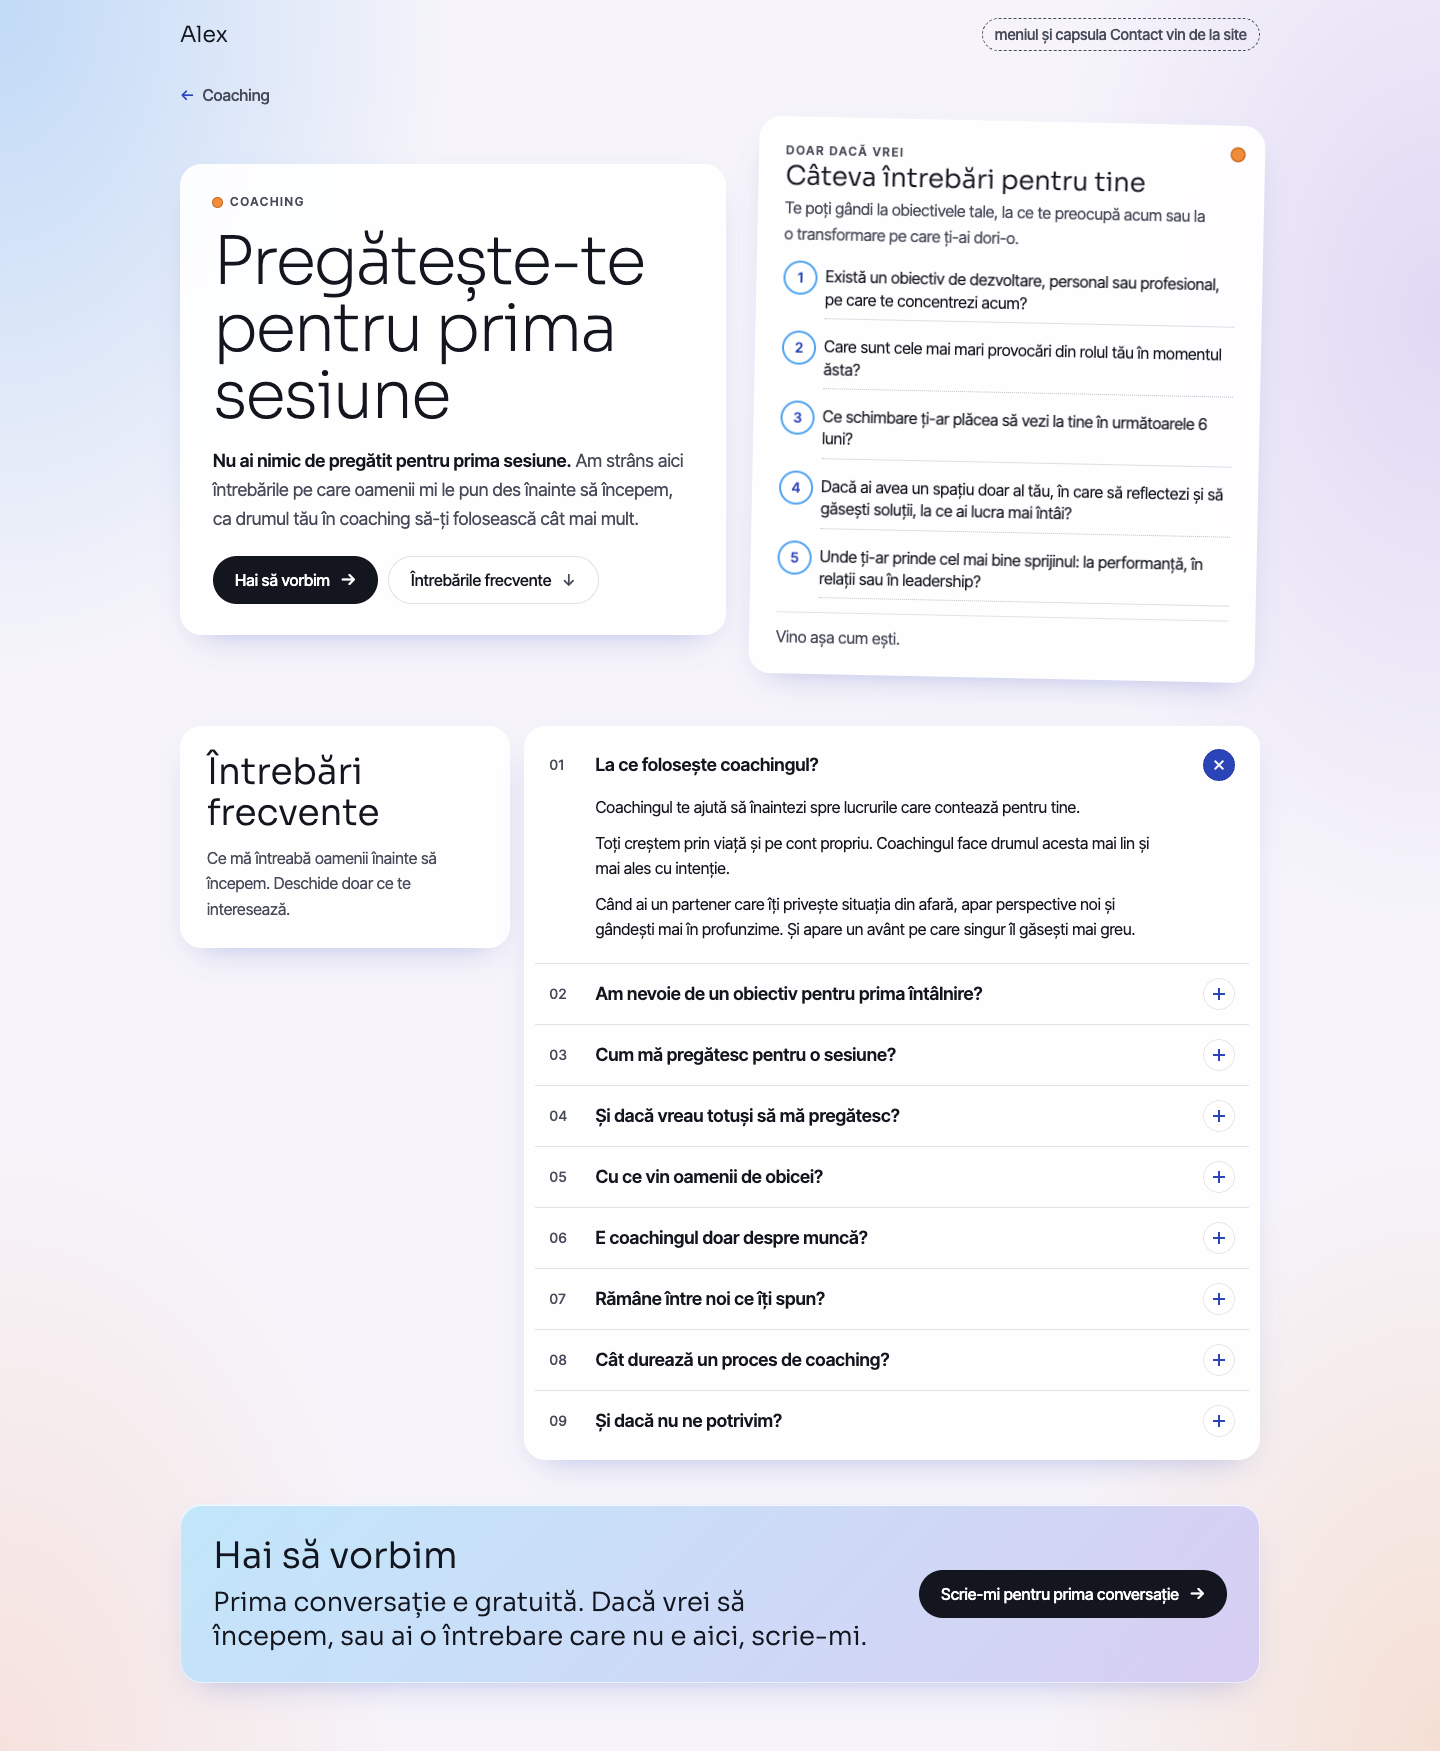 Alex
meniul și capsula Contact vin de la site
← Coaching
COACHING
Pregătește-te
pentru prima
sesiune
Nu ai nimic de pregătit pentru prima sesiune. Am strâns aici
întrebările pe care oamenii mi le pun des înainte să începem,
ca drumul tău în coaching să-ți folosească cât mai mult.
Hai să vorbim →
Întrebările frecvente ↓
DOAR DACĂ VREI
Câteva întrebări pentru tine
Te poți gândi la obiectivele tale, la ce te preocupă acum sau la
o transformare pe care ți-ai dori-o.
1 Există un obiectiv de dezvoltare, personal sau profesional,
pe care te concentrezi acum?
2 Care sunt cele mai mari provocări din rolul tău în momentul
ăsta?
3 Ce schimbare ți-ar plăcea să vezi la tine în următoarele 6
luni?
4 Dacă ai avea un spațiu doar al tău, în care să reflectezi și să
găsești soluții, la ce ai lucra mai întâi?
5 Unde ți-ar prinde cel mai bine sprijinul: la performanță, în
relații sau în leadership?
Vino așa cum ești.
Întrebări
frecvente
Ce mă întreabă oamenii înainte să
începem. Deschide doar ce te
interesează.
01 La ce folosește coachingul?
Coachingul te ajută să înaintezi spre lucrurile care contează pentru tine.
Toți creștem prin viață și pe cont propriu. Coachingul face drumul acesta mai lin și
mai ales cu intenție.
Când ai un partener care îți privește situația din afară, apar perspective noi și
gândești mai în profunzime. Și apare un avânt pe care singur îl găsești mai greu.
02 Am nevoie de un obiectiv pentru prima întâlnire?
03 Cum mă pregătesc pentru o sesiune?
04 Și dacă vreau totuși să mă pregătesc?
05 Cu ce vin oamenii de obicei?
06 E coachingul doar despre muncă?
07 Rămâne între noi ce îți spun?
08 Cât durează un proces de coaching?
09 Și dacă nu ne potrivim?
Hai să vorbim
Prima conversație e gratuită. Dacă vrei să
începem, sau ai o întrebare care nu e aici, scrie-mi.
Scrie-mi pentru prima conversație →